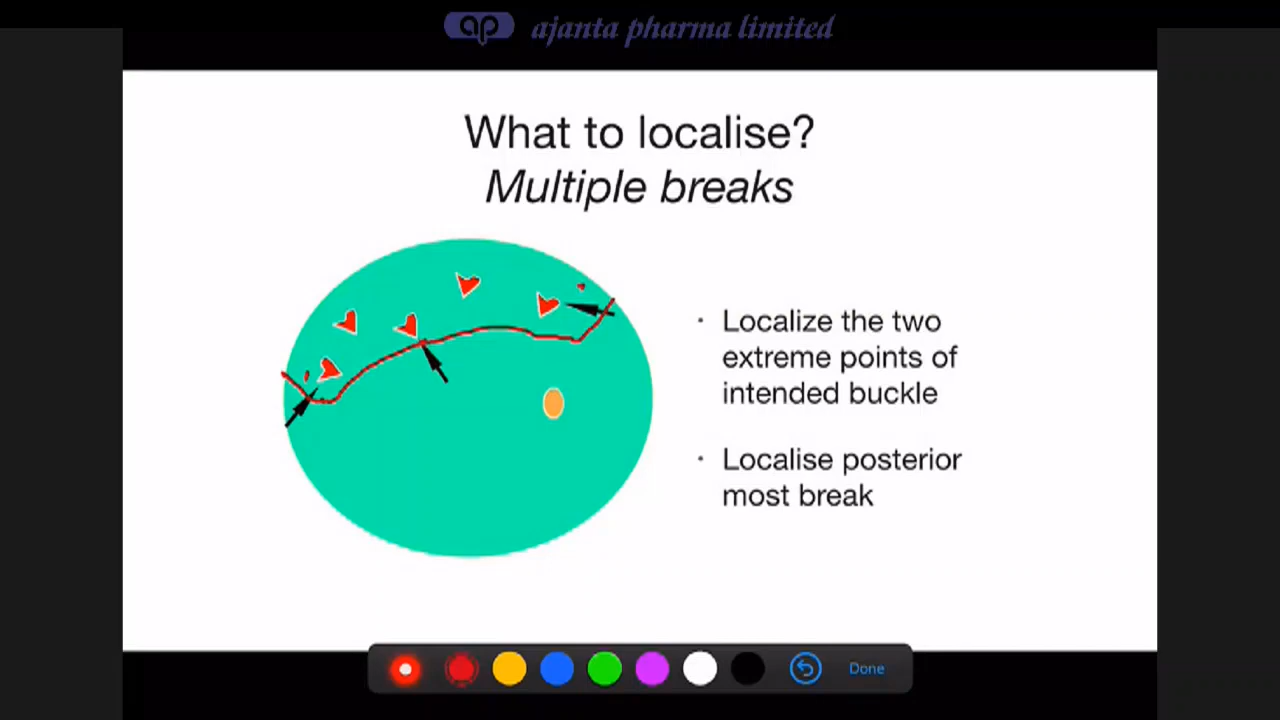 ap ajanta pharma limited
What to localise?
Multiple breaks
· Localize the two
extreme points of
intended buckle
· Localise posterior
most break
Done